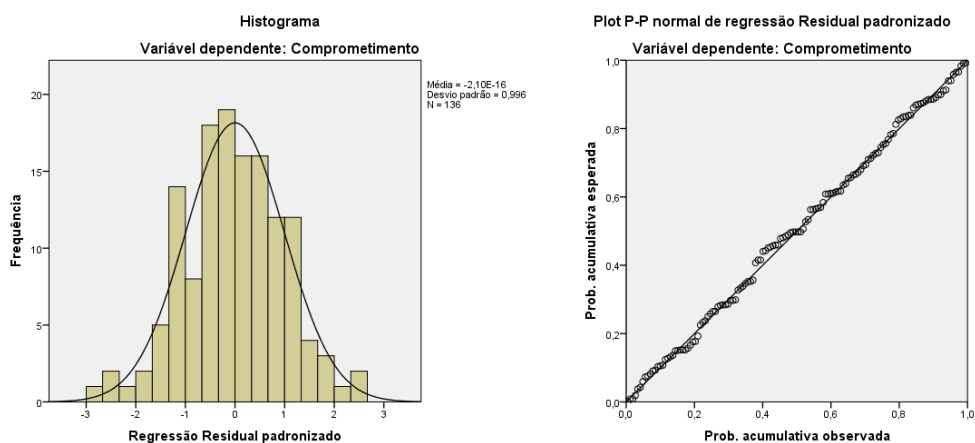 Histograma
Variável dependente: Comprometimento
Média = -2,10E-16
Desvio padrão = 0,996
N = 136
Frequência
20
15
10
5
0
-3 -2 -1 0 1 2 3
Regressão Residual padronizado
Plot P-P normal de regressão Residual padronizado
Variável dependente: Comprometimento
Prob. acumulativa esperada
1,0
0,8
0,6
0,4
0,2
0,0
0,0 0,2 0,4 0,6 0,8 1,0
Prob. acumulativa observada